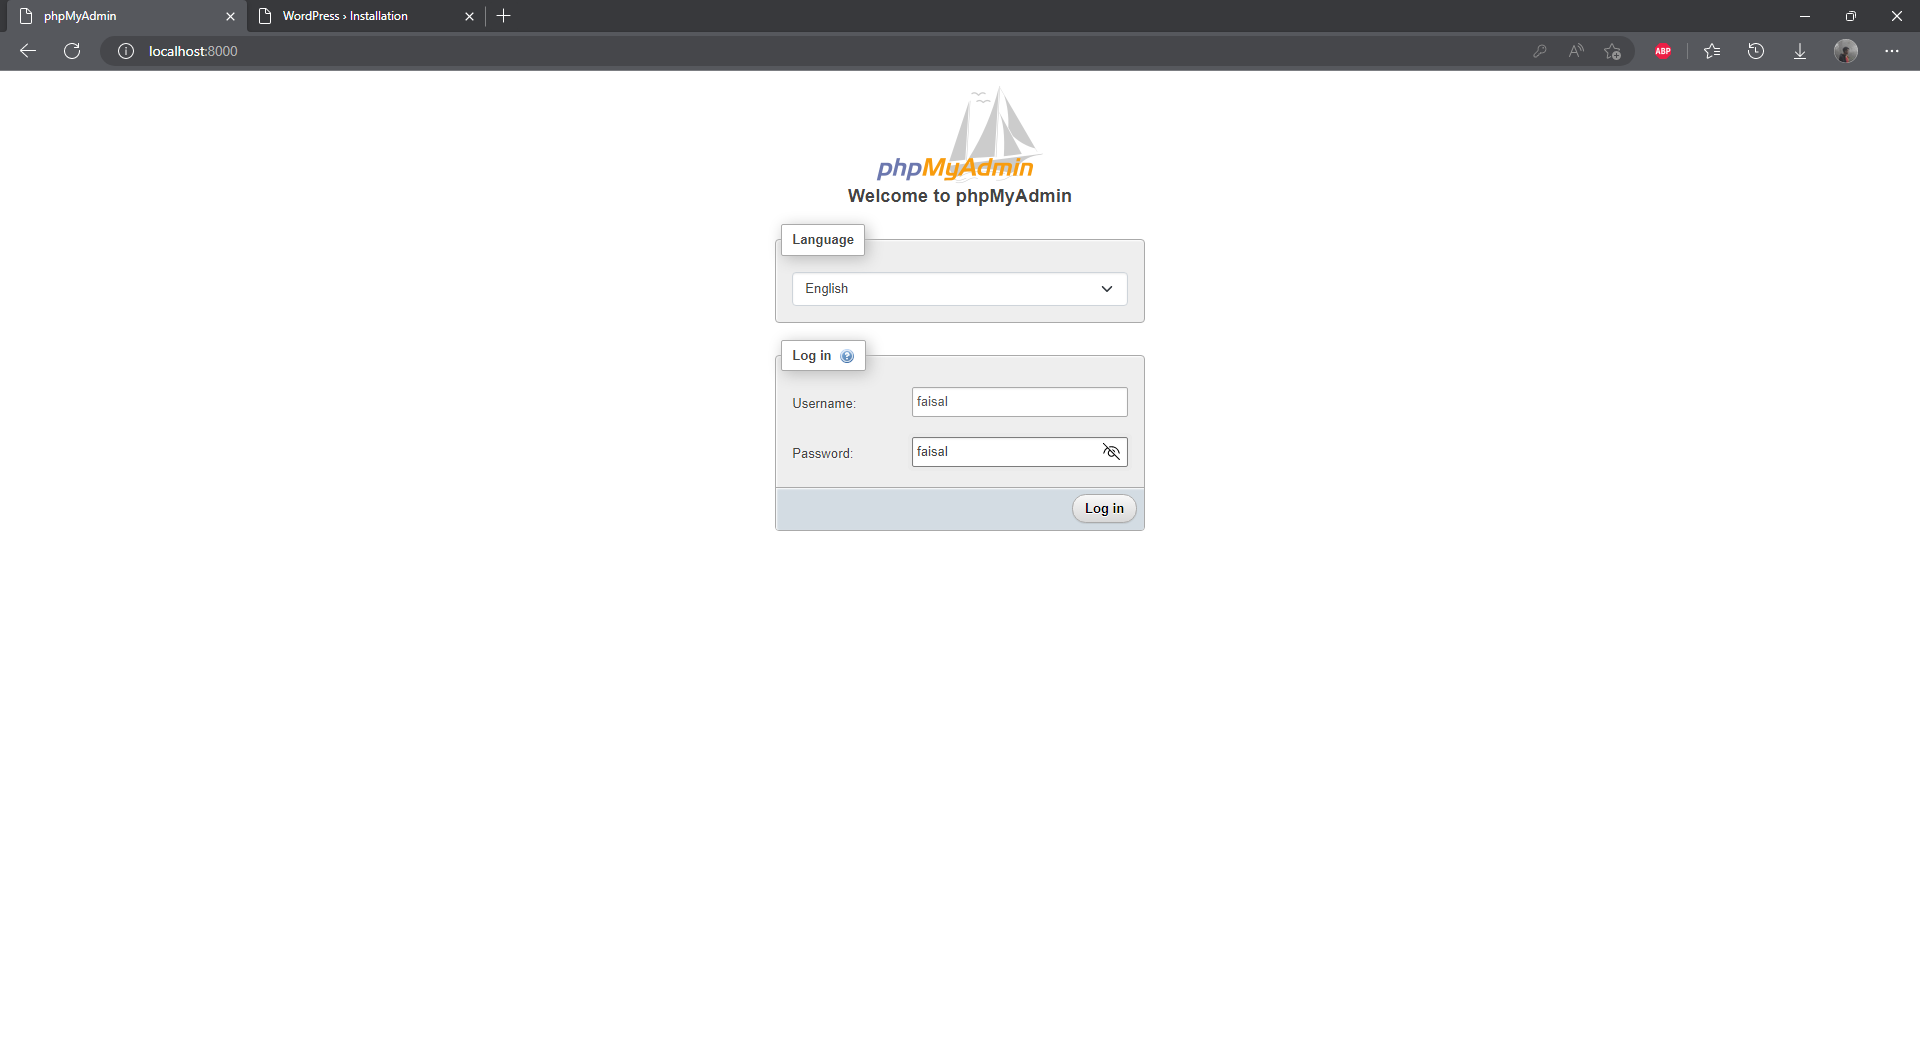 phpMyAdmin
WordPress › Installation
localhost:8000
ABP
phpMyAdmin
Welcome to phpMyAdmin
Language
English
Log in
Username:
faisal
Password:
faisal
Log in